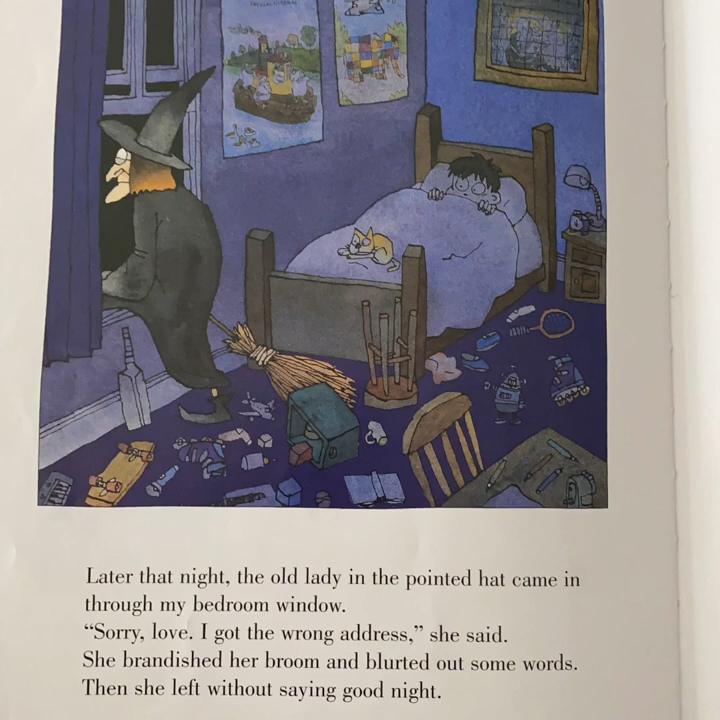 Later that night, the old lady in the pointed hat came in
through my bedroom window.
“Sorry, love. I got the wrong address,” she said.
She brandished her broom and blurted out some words.
Then she left without saying good night.